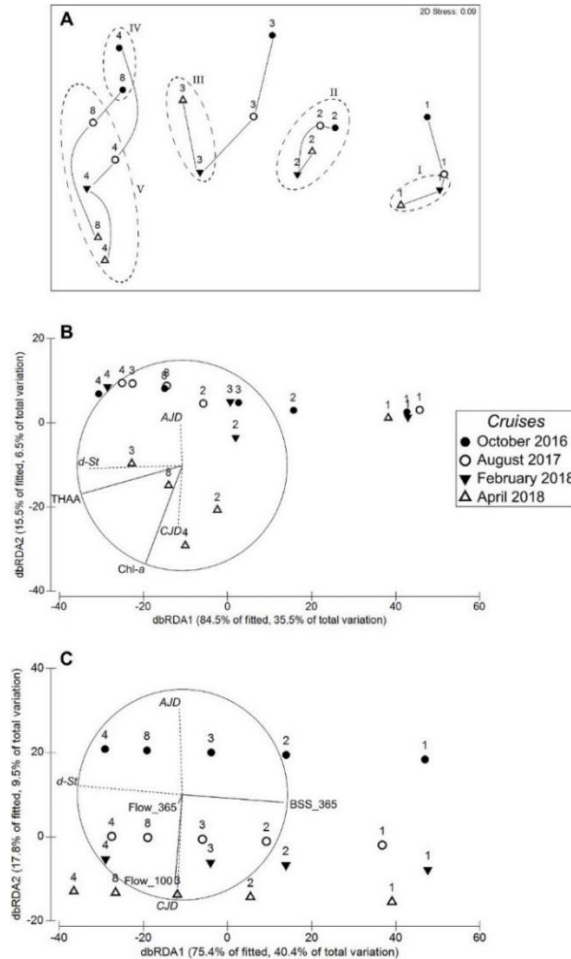 A
2D Stress: 0.09
IV
4
8
V
8
4
4
8
4
III
3
3
3
3
II
2
2
2
2
I
1
1
1
1
B
dbRDA2 (15.5% of fitted, 6.5% of total variation)
20
0
-20
-40
4 4 4 3 8 8 2 3 3 2 2 1 1 1 1
AJD
d-St
3
THAA
8
2
CJD
4
Chl-a
-40 -20 0 20 40 60
dbRDA1 (84.5% of fitted, 35.5% of total variation)
Cruises
October 2016
August 2017
February 2018
April 2018
C
dbRDA2 (17.8% of fitted, 9.5% of total variation)
40
20
0
-20
AJD
4 8 3 2 1
d-St
Flow_365
BSS_365
4 8 3 2 1
4 3 2 1
Flow_100
4 8 3 2 1
CJD
-40 -20 0 20 40 60
dbRDA1 (75.4% of fitted, 40.4% of total variation)